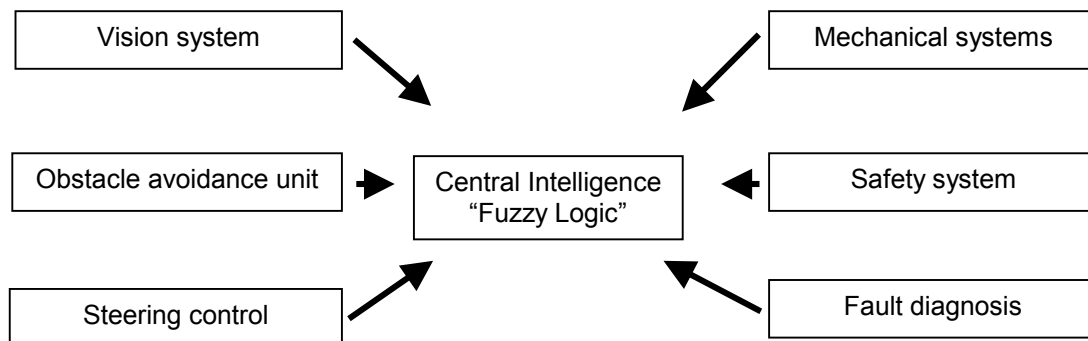 Vision system
Mechanical systems
Obstacle avoidance unit
Central Intelligence
“Fuzzy Logic”
Safety system
Steering control
Fault diagnosis